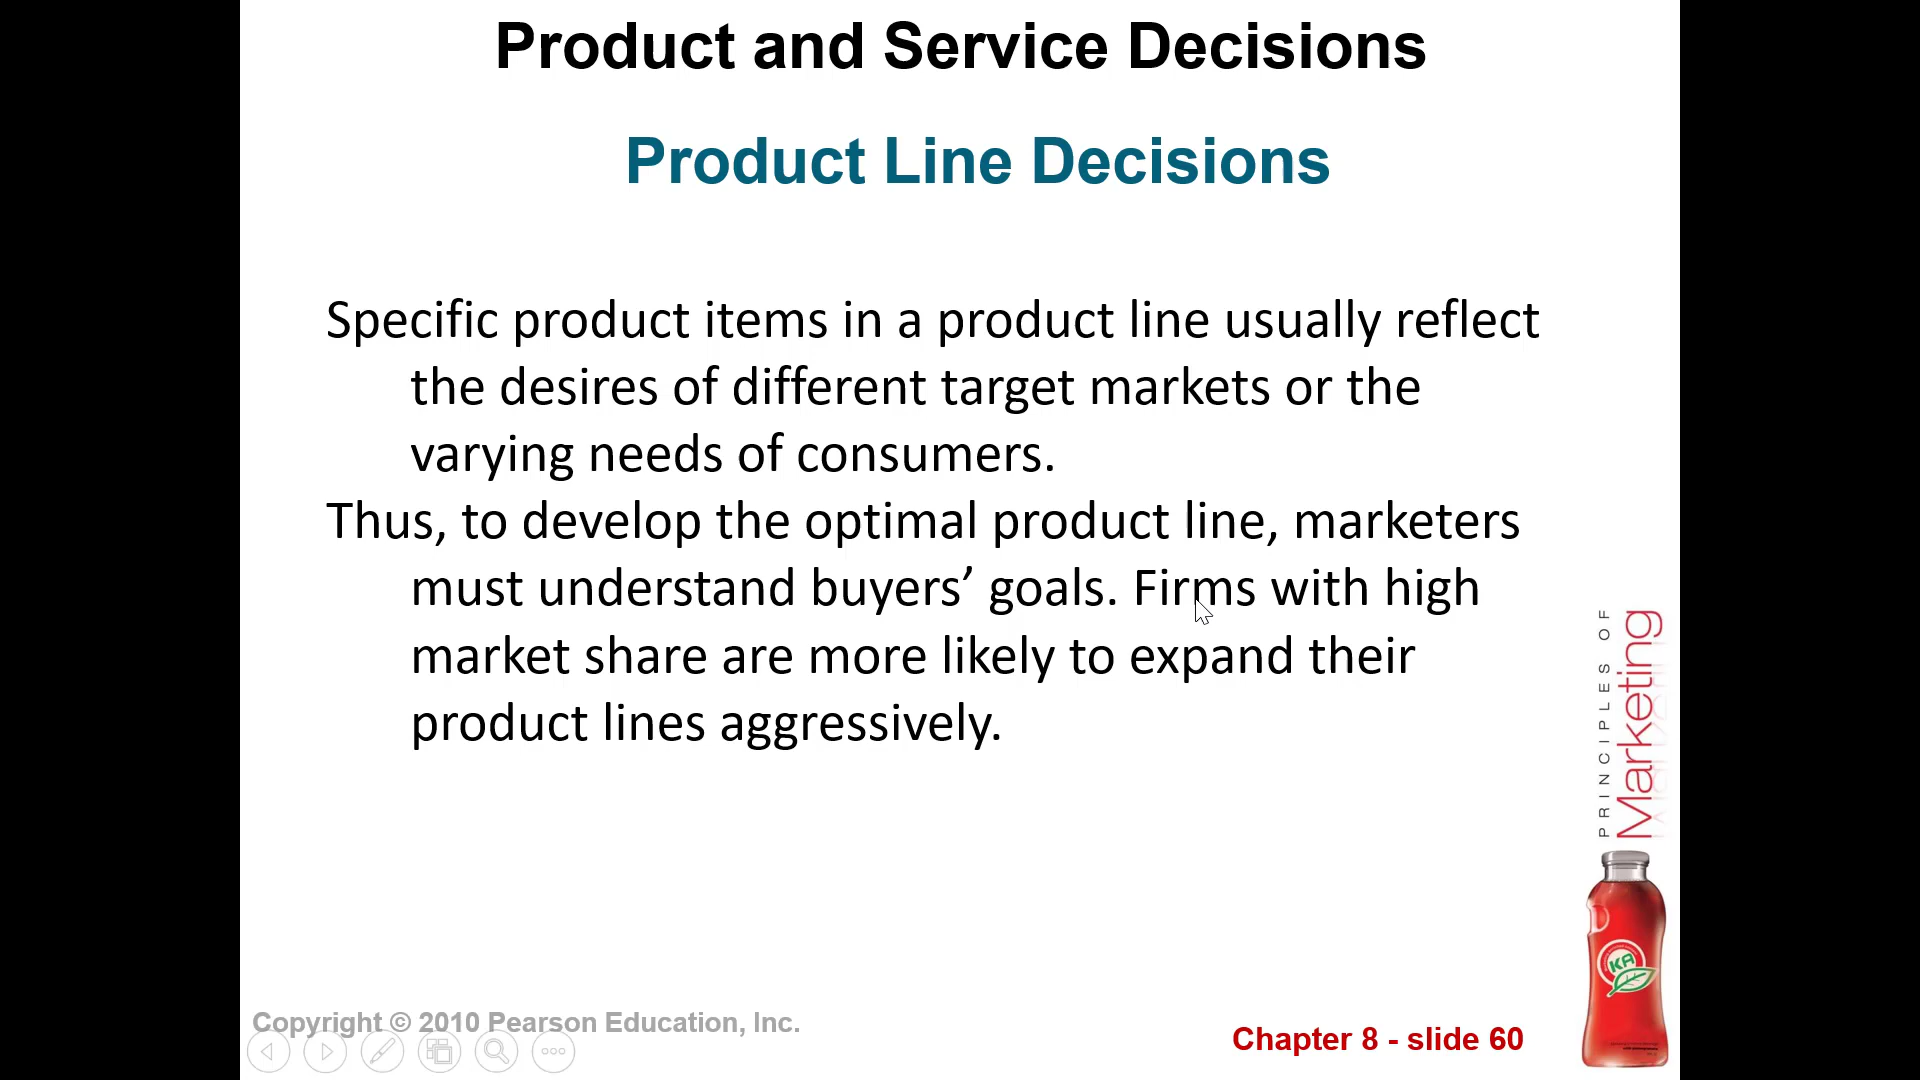 Product and Service Decisions
Product Line Decisions
Specific product items in a product line usually reflect
the desires of different target markets or the
varying needs of consumers.
Thus, to develop the optimal product line, marketers
must understand buyers’ goals. Firms with high
market share are more likely to expand their
product lines aggressively.
PRINCIPLES OF
Marketing
KA
Copyright © 2010 Pearson Education, Inc.
Chapter 8 - slide 60